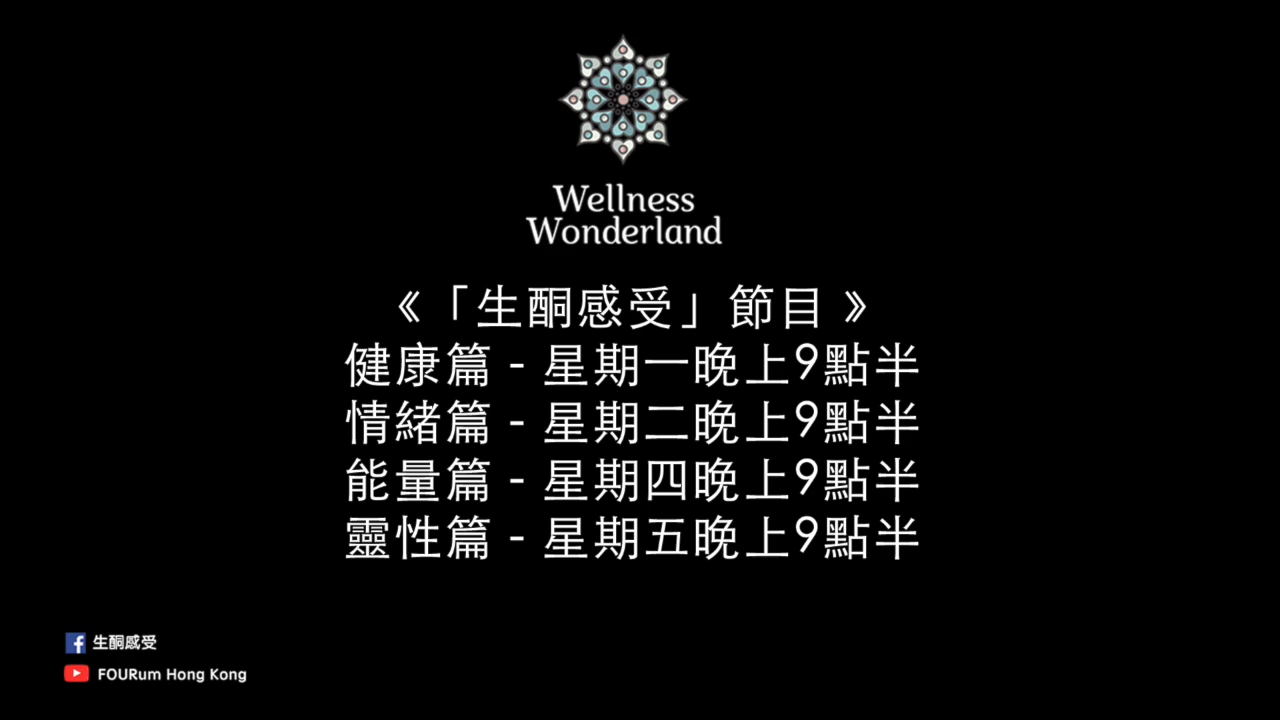 Wellness
Wonderland
《「生酮感受」節目 》
健康篇 - 星期一晚上9點半
情緒篇 - 星期二晚上9點半
能量篇 - 星期四晚上9點半
靈性篇 - 星期五晚上9點半
生酮感受
FOURum Hong Kong